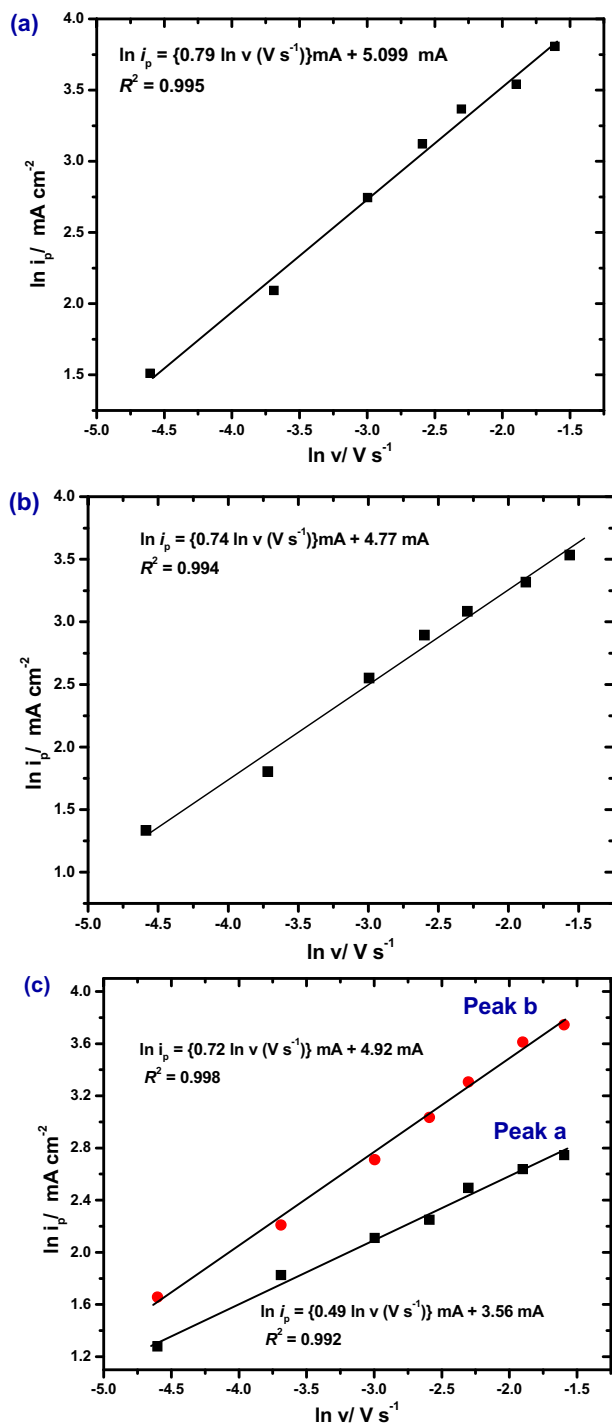 (a)
ln i_p = {0.79 ln v (V s⁻¹)}mA + 5.099 mA
R² = 0.995
4.0
3.5
3.0
2.5
2.0
1.5
ln i_p/ mA cm⁻²
-5.0 -4.5 -4.0 -3.5 -3.0 -2.5 -2.0 -1.5
ln v/ V s⁻¹
(b)
ln i_p = {0.74 ln v (V s⁻¹)}mA + 4.77 mA
R² = 0.994
4.0
3.5
3.0
2.5
2.0
1.5
1.0
ln i_p/ mA cm⁻²
-5.0 -4.5 -4.0 -3.5 -3.0 -2.5 -2.0 -1.5
ln v/ V s⁻¹
(c)
Peak b
ln i_p = {0.72 ln v (V s⁻¹)} mA + 4.92 mA
R² = 0.998
Peak a
ln i_p = {0.49 ln v (V s⁻¹)} mA + 3.56 mA
R² = 0.992
4.0
3.6
3.2
2.8
2.4
2.0
1.6
1.2
ln i_p/ mA cm⁻²
-5.0 -4.5 -4.0 -3.5 -3.0 -2.5 -2.0 -1.5
ln v/ V s⁻¹